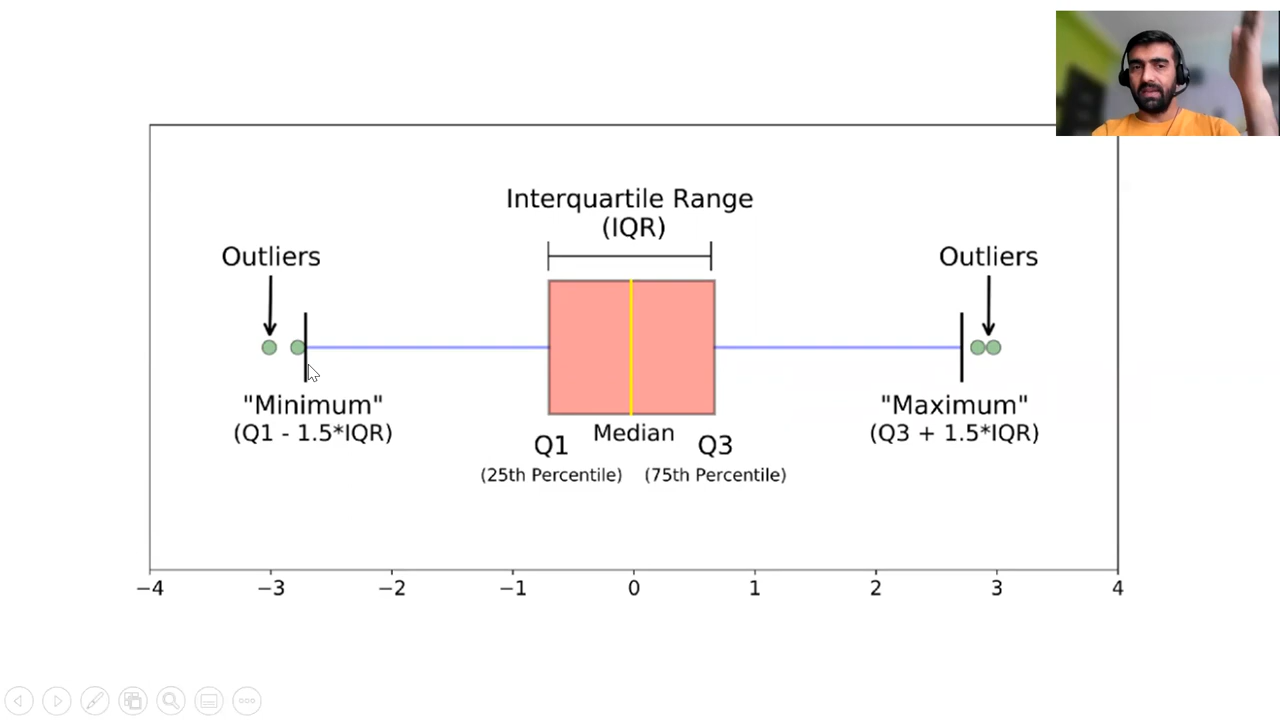 Interquartile Range
(IQR)
Outliers
Outliers
"Minimum"
(Q1 - 1.5*IQR)
"Maximum"
(Q3 + 1.5*IQR)
Q1
Median
Q3
(25th Percentile)
(75th Percentile)
−4
−3
−2
−1
0
1
2
3
4